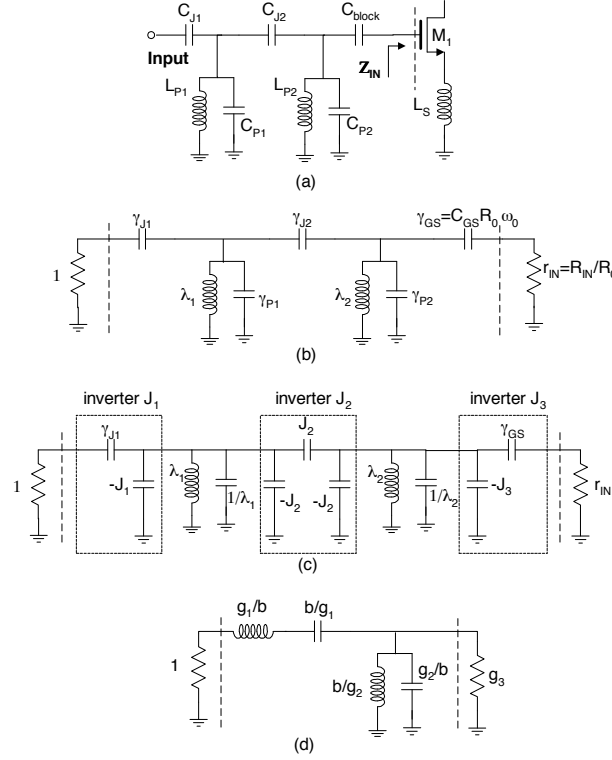 C_J1 C_J2 C_block M_1
Input
Z_IN
L_P1 C_P1 L_P2 C_P2 L_S
(a)
γ_J1 γ_J2 γ_GS=C_GS R_0 ω_0
1 λ_1 γ_P1 λ_2 γ_P2 r_IN=R_IN/R_0
(b)
inverter J_1 inverter J_2 inverter J_3
γ_J1 J_2 γ_GS
1 -J_1 λ_1 1/λ_1 -J_2 -J_2 λ_2 1/λ_2 -J_3 r_IN
(c)
g_1/b b/g_1
1 b/g_2 g_2/b g_3
(d)